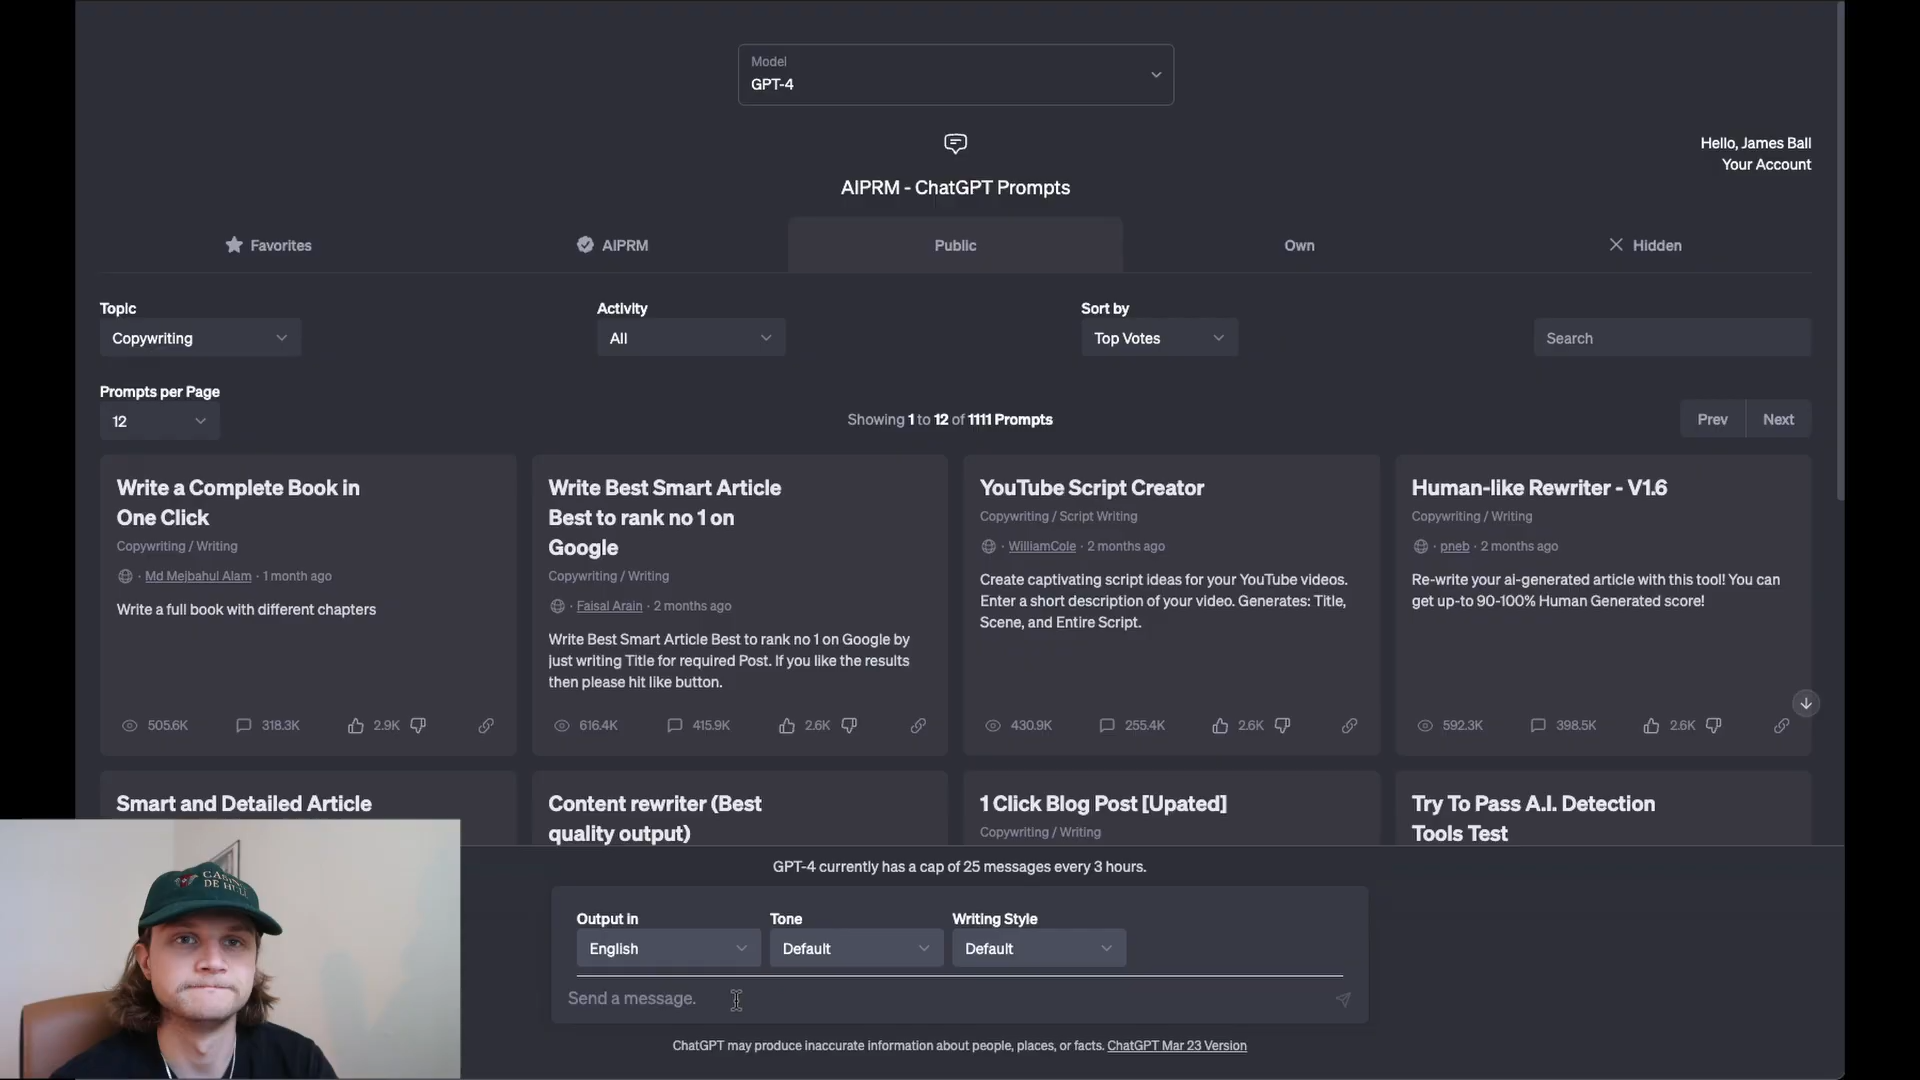 Model
GPT-4
Hello, James Ball
Your Account
AIPRM - ChatGPT Prompts
Favorites
AIPRM
Public
Own
Hidden
Topic
Activity
Sort by
Copywriting
All
Top Votes
Search
Prompts per Page
12
Showing 1 to 12 of 1111 Prompts
Prev
Next
Write a Complete Book in
One Click
Copywriting / Writing
· Md Mejbahul Alam · 1 month ago
Write a full book with different chapters
505.6K
318.3K
2.9K
Write Best Smart Article
Best to rank no 1 on
Google
Copywriting / Writing
· Faisal Arain · 2 months ago
Write Best Smart Article Best to rank no 1 on Google by
just writing Title for required Post. If you like the results
then please hit like button.
616.4K
415.9K
2.6K
YouTube Script Creator
Copywriting / Script Writing
· WilliamCole · 2 months ago
Create captivating script ideas for your YouTube videos.
Enter a short description of your video. Generates: Title,
Scene, and Entire Script.
430.9K
255.4K
2.6K
Human-like Rewriter - V1.6
Copywriting / Writing
· pneb · 2 months ago
Re-write your ai-generated article with this tool! You can
get up-to 90-100% Human Generated score!
592.3K
398.5K
2.6K
Smart and Detailed Article
Content rewriter (Best
quality output)
1 Click Blog Post [Upated]
Copywriting / Writing
Try To Pass A.I. Detection
Tools Test
GPT-4 currently has a cap of 25 messages every 3 hours.
Output in
Tone
Writing Style
English
Default
Default
Send a message.
ChatGPT may produce inaccurate information about people, places, or facts. ChatGPT Mar 23 Version
CASINO
DE HULL